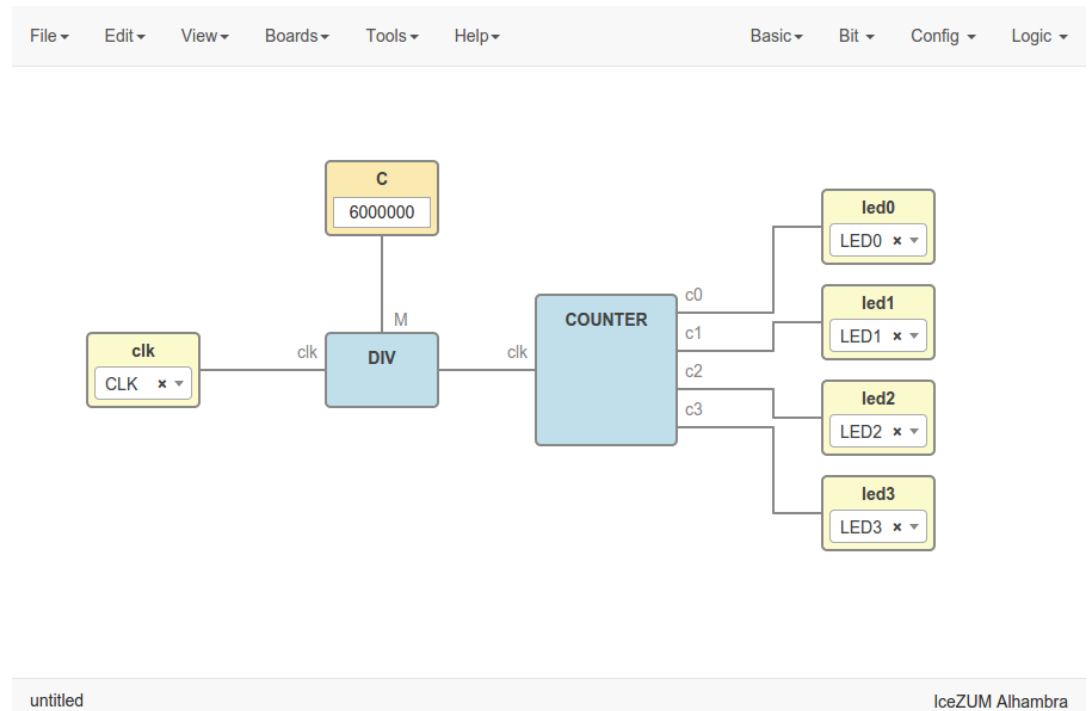 File Edit View Boards Tools Help Basic Bit Config Logic
C
6000000
M
clk
CLK ×
clk
DIV
clk
COUNTER
c0
c1
c2
c3
led0
LED0 ×
led1
LED1 ×
led2
LED2 ×
led3
LED3 ×
untitled IceZUM Alhambra